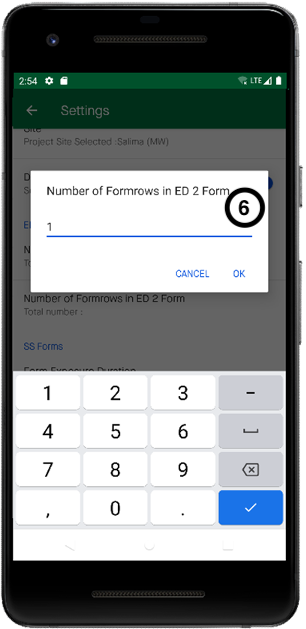 2:54 LTE
Settings
Site
Project Site Selected :Salima (MW)
Number of Formrows in ED 2 Form
6
1
CANCEL OK
Number of Formrows in ED 2 Form
Total number :
SS Forms
Form Exposure Duration
1 2 3 -
4 5 6
7 8 9
, 0 .